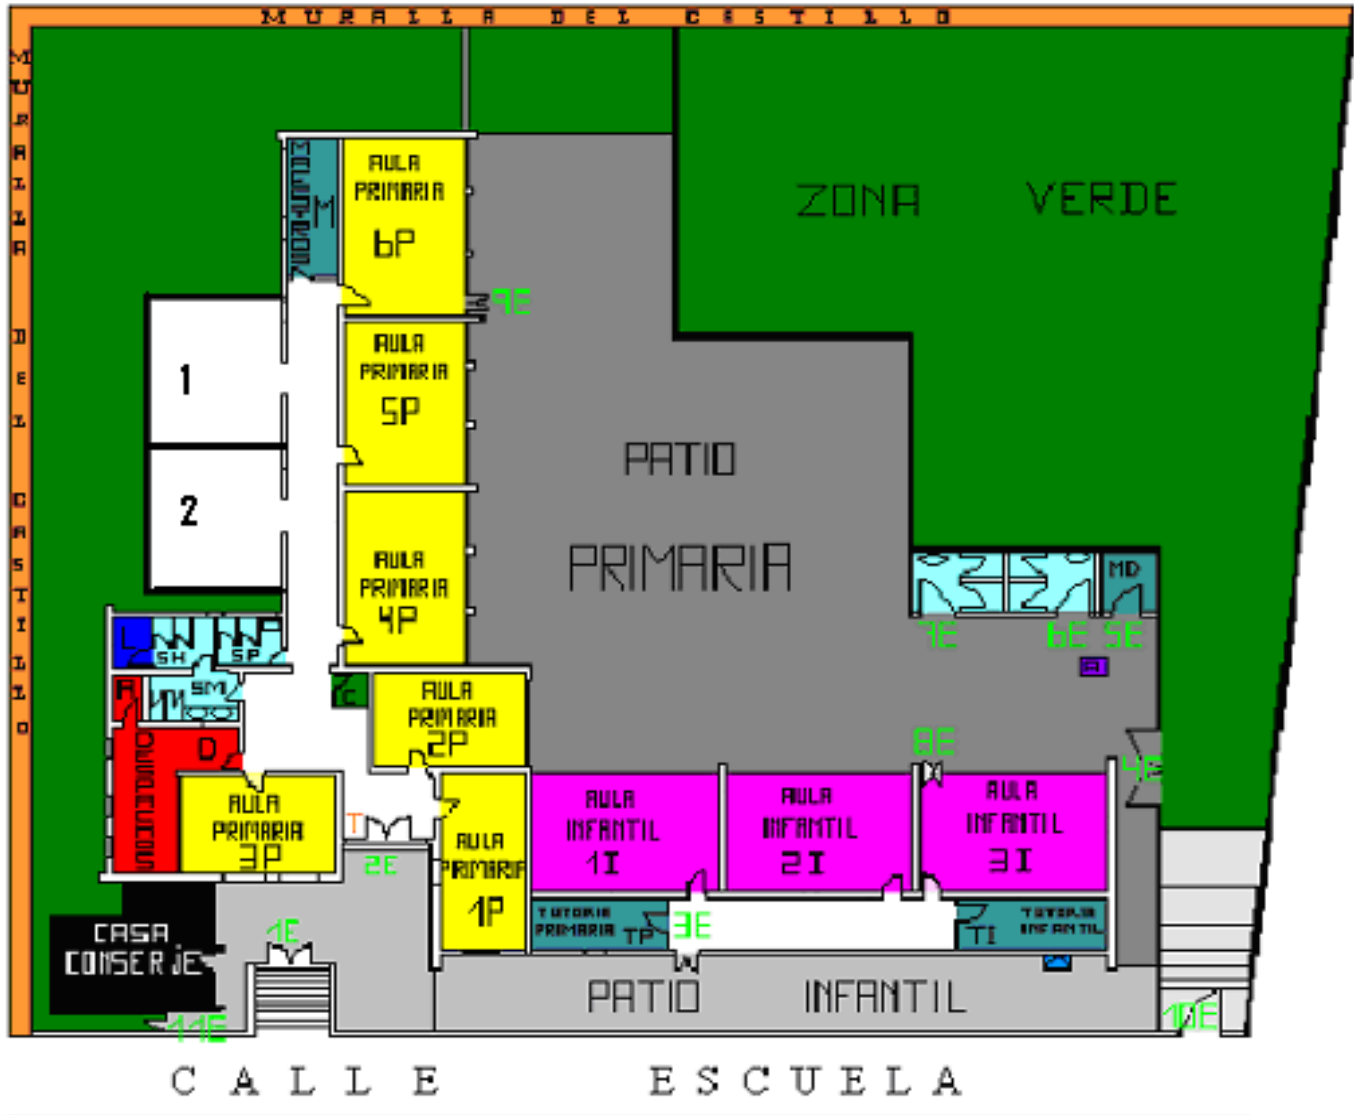 MURALLA DEL CASTILLO
MURALLA DEL CASTILLO
MAESTROS
M
AULA
PRIMARIA
6P
ZONA VERDE
9E
1
AULA
PRIMARIA
5P
2
PATIO
PRIMARIA
AULA
PRIMARIA
4P
MD
7E
6E
5E
L
SH
SP
A
A
SM
C
AULA
PRIMARIA
2P
DESPACHOS
D
8E
4E
AULA
PRIMARIA
3P
T
2E
AULA
PRIMARIA
1P
AULA
INFANTIL
1I
AULA
INFANTIL
2I
AULA
INFANTIL
3I
TUTORIA
PRIMARIA
TP
3E
TI
TUTORIA
INFANTIL
CASA
CONSERJE
1E
PATIO INFANTIL
11E
10E
CALLE ESCUELA